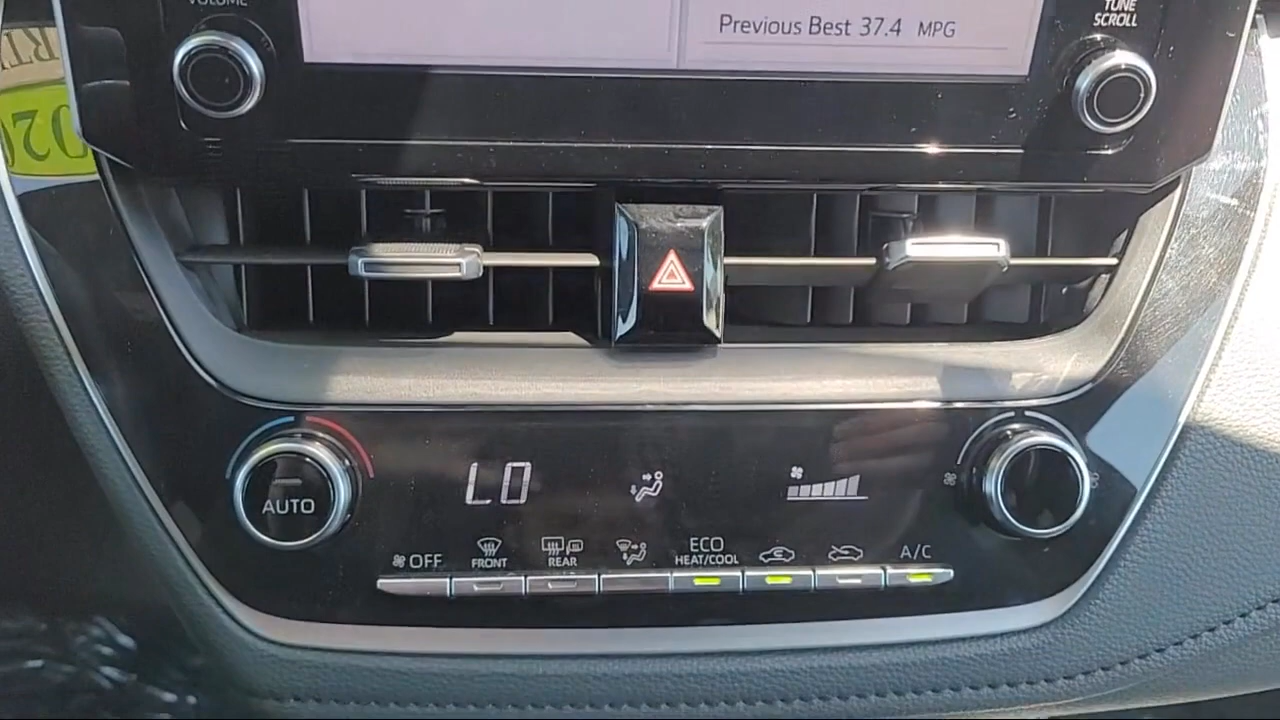 VOLUME
TUNE
SCROLL
Previous Best 37.4 MPG
AUTO
LO
OFF
FRONT
REAR
ECO
HEAT/COOL
A/C